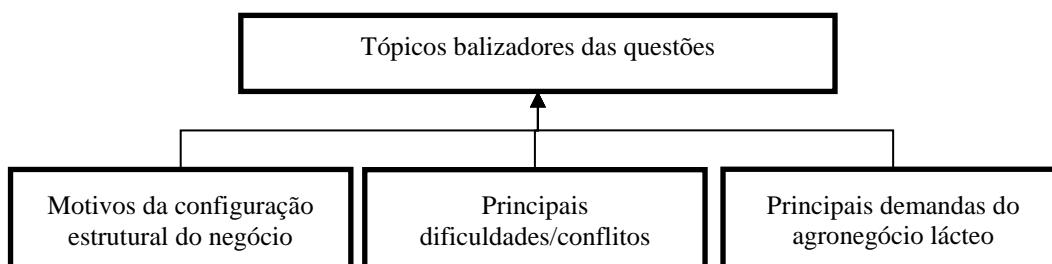 Tópicos balizadores das questões
Motivos da configuração
estrutural do negócio
Principais
dificuldades/conflitos
Principais demandas do
agronegócio lácteo